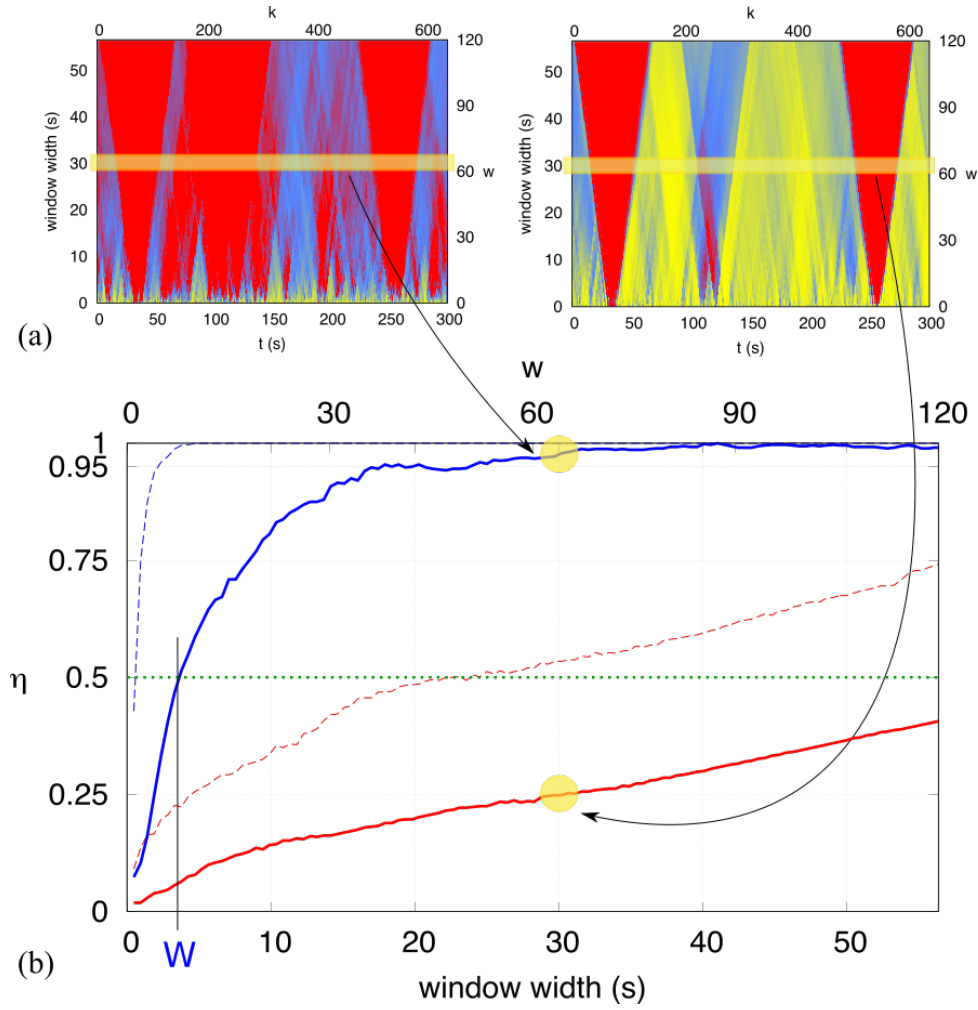 k k
0 200 400 600 0 200 400 600
50 120 50 120
40 90 40 90
window width (s) 30 60 w window width (s) 30 60 w
20 30 20 30
10 10
0 0 0 0
0 50 100 150 200 250 300 0 50 100 150 200 250 300
(a) t (s) t (s)
w
0 30 60 90 120
1
0.95
0.75
η 0.5
0.25
0
0 W 10 20 30 40 50
(b) window width (s)